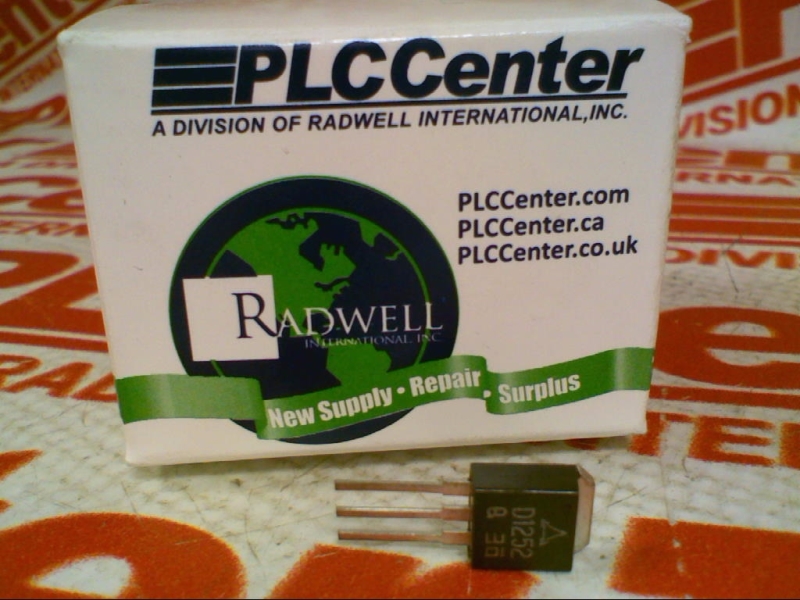 PLCCenter
A DIVISION OF RADWELL INTERNATIONAL,INC.
PLCCenter.com
PLCCenter.ca
PLCCenter.co.uk
RADWELL
INTERNATIONAL, INC
New Supply • Repair • Surplus
D1252